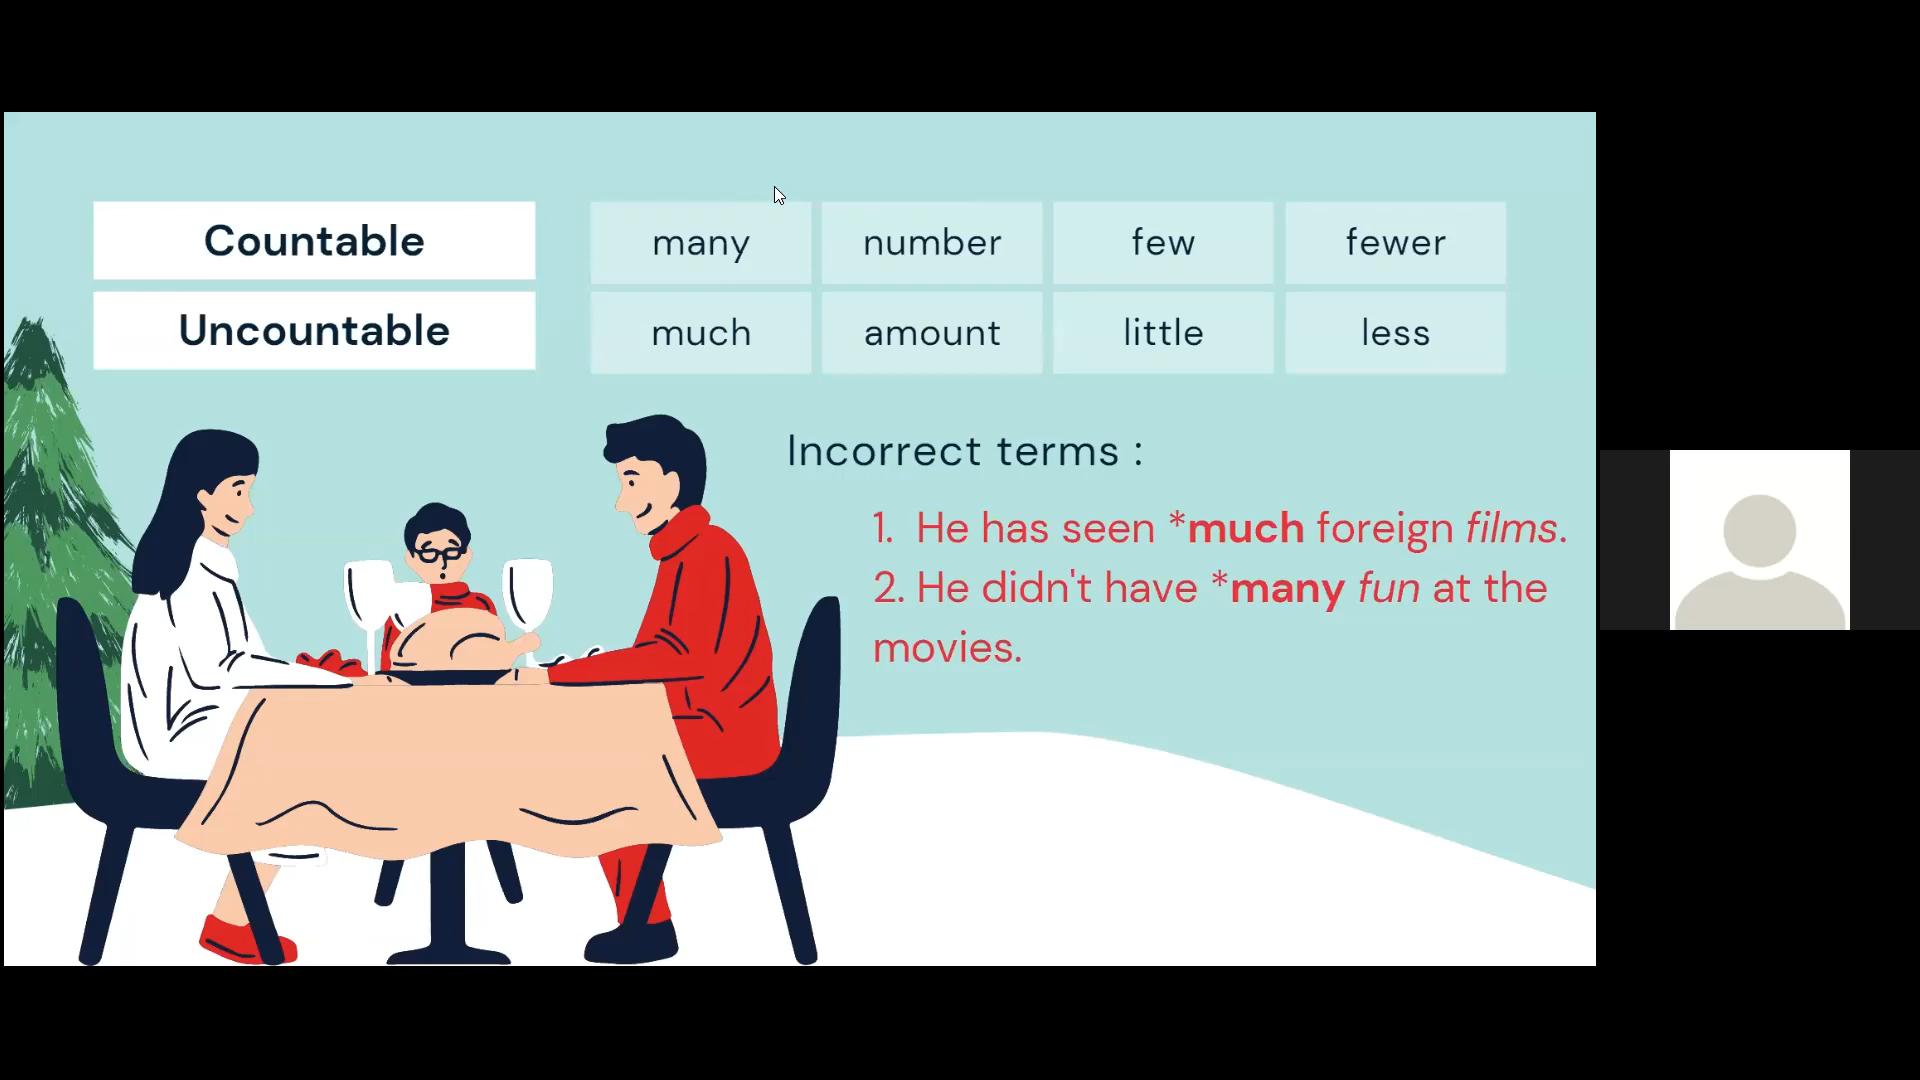 Countable many number few fewer
Uncountable much amount little less
Incorrect terms :
1. He has seen *much foreign films.
2. He didn't have *many fun at the
movies.